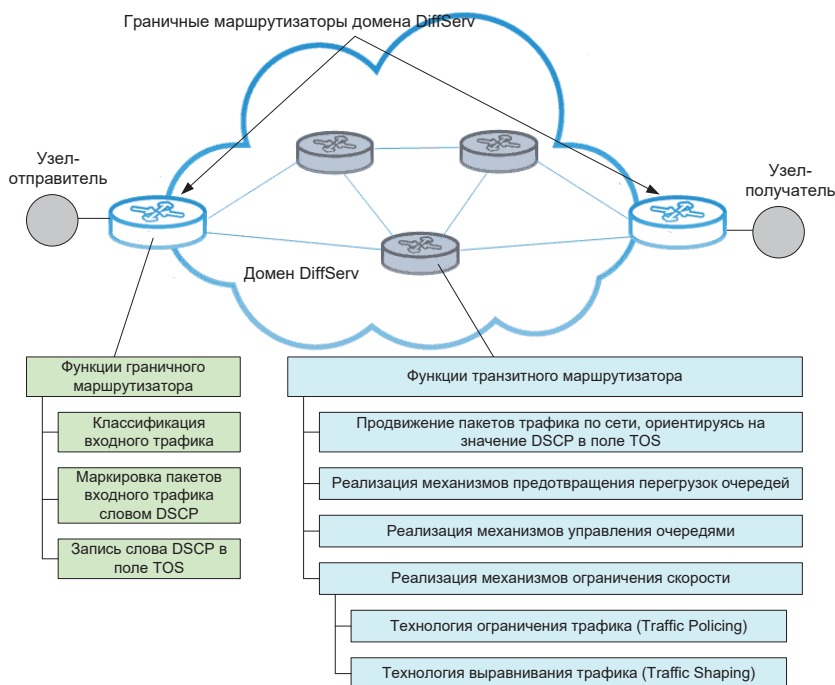 Граничные маршрутизаторы домена DiffServ
Узел-
отправитель
Узел-
получатель
Домен DiffServ
Функции граничного
маршрутизатора
Классификация
входного трафика
Маркировка пакетов
входного трафика
словом DSCP
Запись слова DSCP в
поле TOS
Функции транзитного маршрутизатора
Продвижение пакетов трафика по сети, ориентируясь на
значение DSCP в поле TOS
Реализация механизмов предотвращения перегрузок очередей
Реализация механизмов управления очередями
Реализация механизмов ограничения скорости
Технология ограничения трафика (Traffic Policing)
Технология выравнивания трафика (Traffic Shaping)